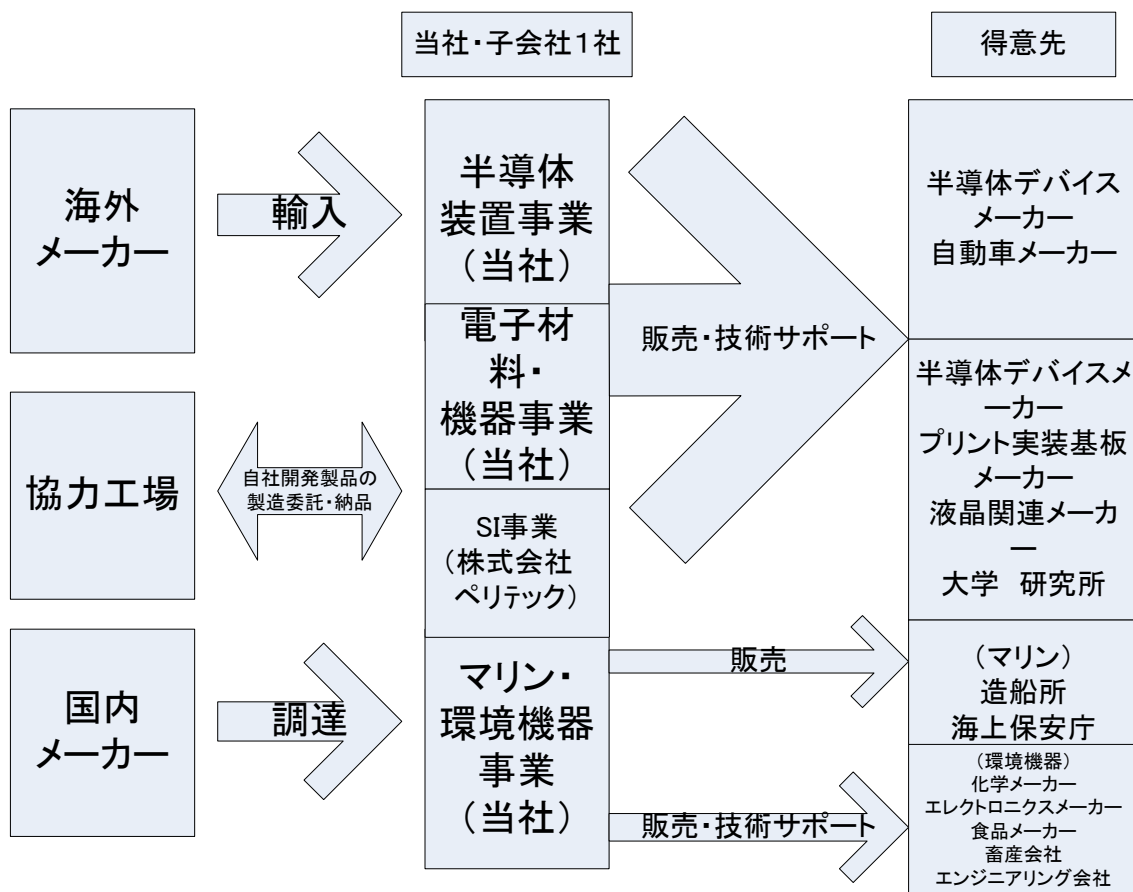 当社・子会社１社
得意先
海外
メーカー
輸入
半導体
装置事業
（当社）
電子材
料・
機器事業
（当社）
SI事業
（株式会社
ペリテック）
マリン・
環境機器
事業
（当社）
協力工場
自社開発製品の
製造委託・納品
国内
メーカー
調達
販売・技術サポート
販売
販売・技術サポート
半導体デバイス
メーカー
自動車メーカー
半導体デバイスメ
ーカー
プリント実装基板
メーカー
液晶関連メーカ
ー
大学　研究所
（マリン）
造船所
海上保安庁
（環境機器）
化学メーカー
エレクトロニクスメーカー
食品メーカー
畜産会社
エンジニアリング会社